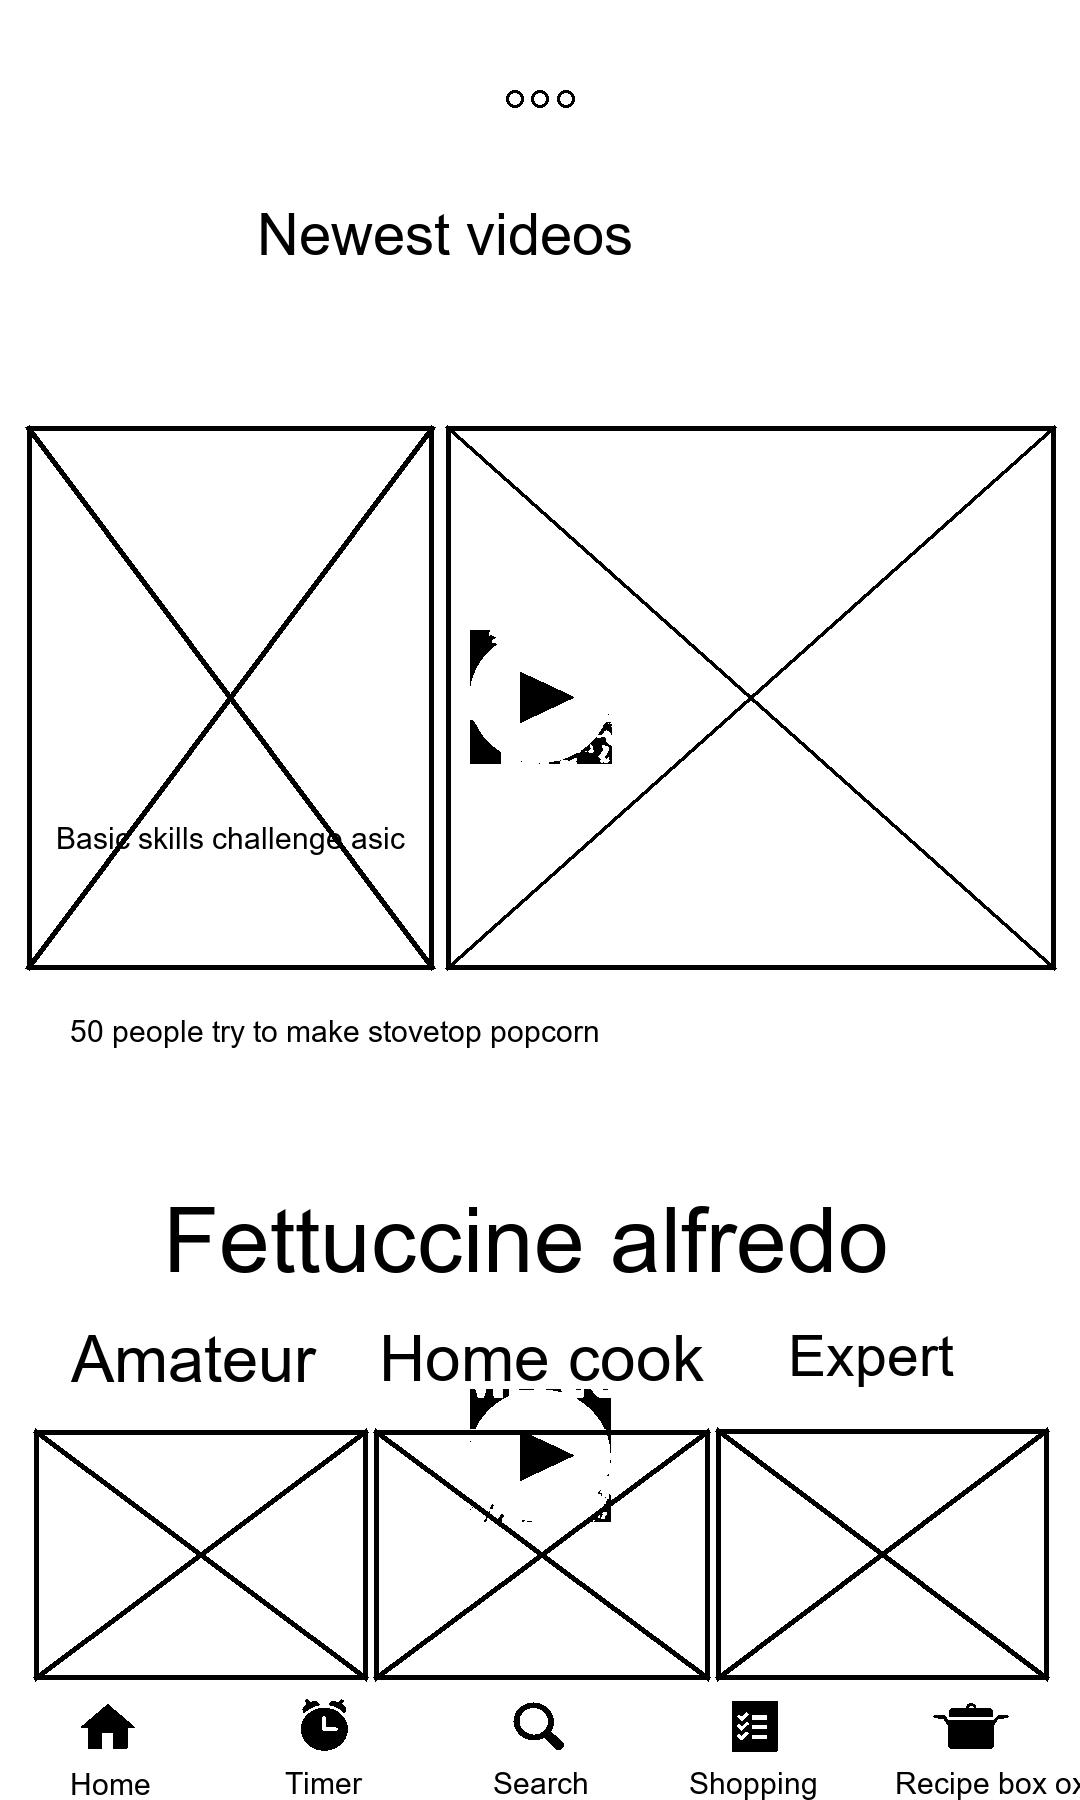 Newest videos
Basic skills challenge asic
50 people try to make stovetop popcorn
Fettuccine alfredo
Amateur Home cook Expert
Home Timer Search Shopping Recipe box ox